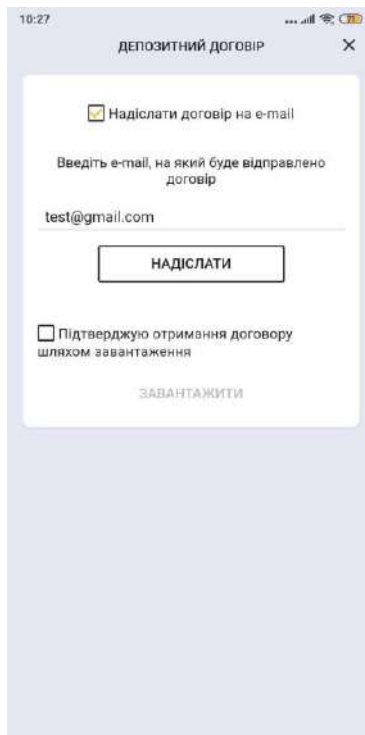 10:27
71
ДЕПОЗИТНИЙ ДОГОВІР
Надіслати договір на e-mail
Введіть e-mail, на який буде відправлено
договір
test@gmail.com
НАДІСЛАТИ
Підтверджую отримання договору
шляхом завантаження
ЗАВАНТАЖИТИ